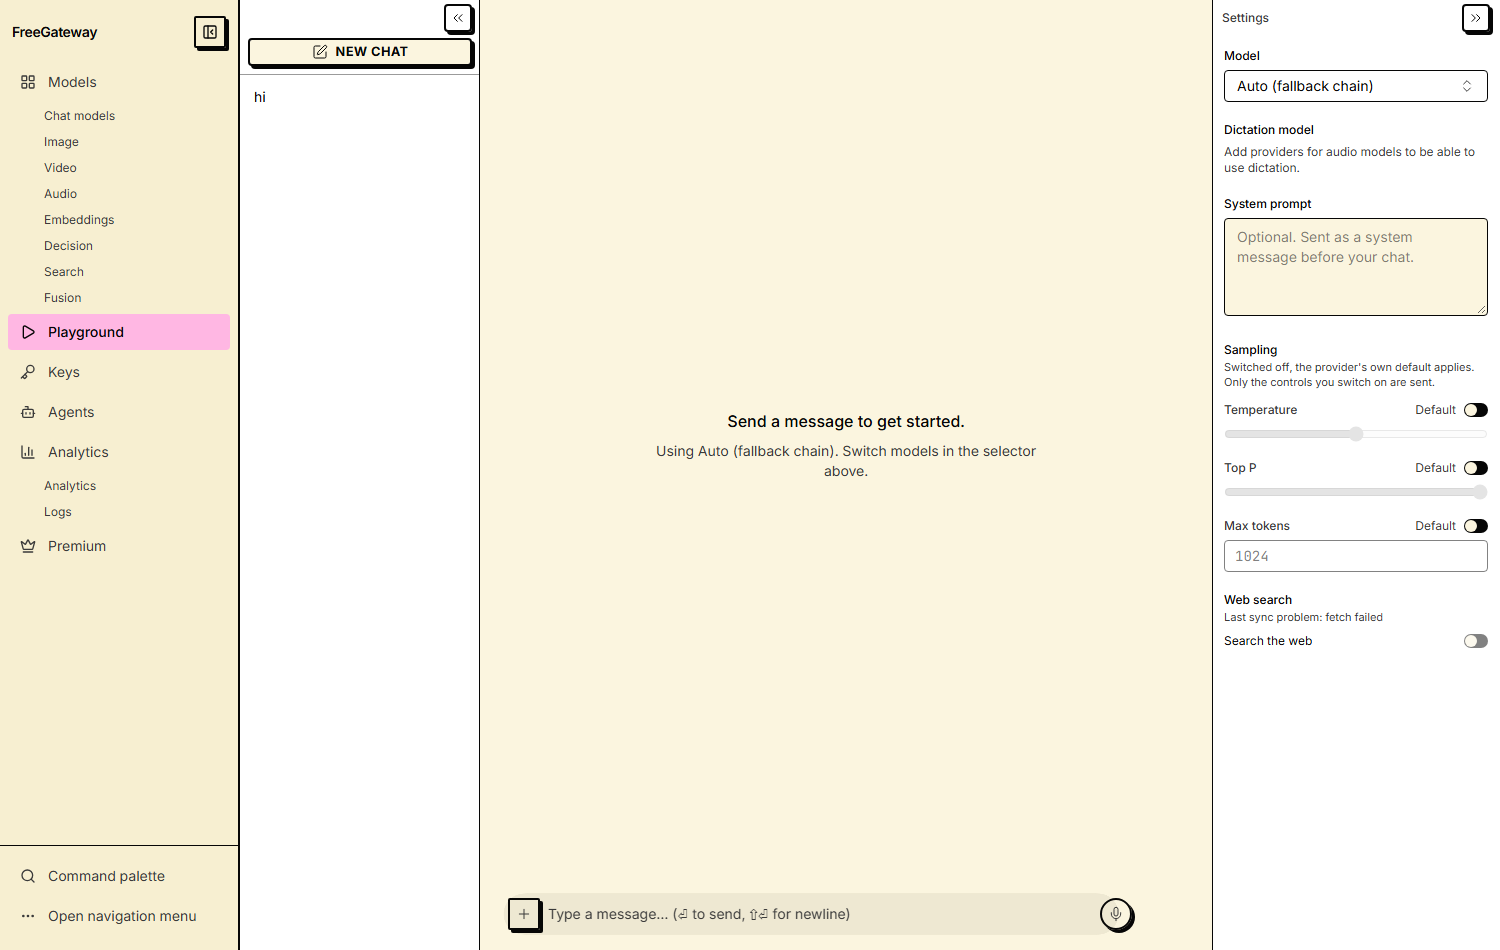 FreeGateway
Models
Chat models
Image
Video
Audio
Embeddings
Decision
Search
Fusion
Playground
Keys
Agents
Analytics
Analytics
Logs
Premium
Command palette
Open navigation menu
NEW CHAT
hi
Send a message to get started.
Using Auto (fallback chain). Switch models in the selector
above.
Type a message... (⏎ to send, ⇧⏎ for newline)
Settings
Model
Auto (fallback chain)
Dictation model
Add providers for audio models to be able to
use dictation.
System prompt
Optional. Sent as a system
message before your chat.
Sampling
Switched off, the provider's own default applies.
Only the controls you switch on are sent.
Temperature Default
Top P Default
Max tokens Default
1024
Web search
Last sync problem: fetch failed
Search the web